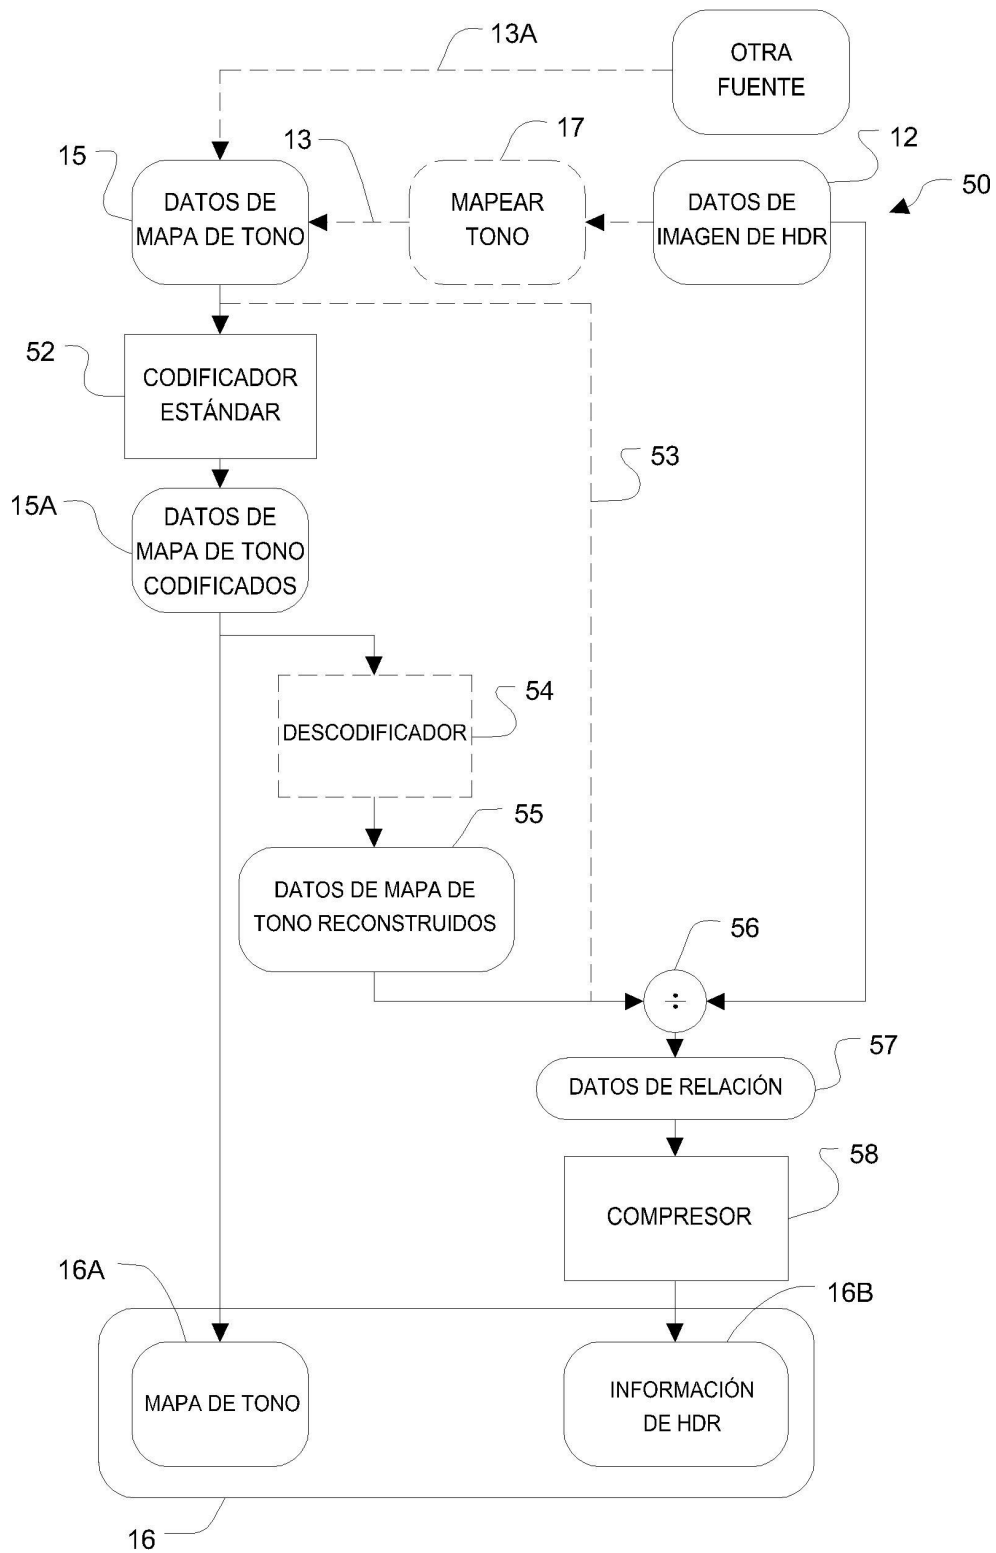 13A
OTRA
FUENTE
15
13
17
12
50
DATOS DE
MAPA DE TONO
MAPEAR
TONO
DATOS DE
IMAGEN DE HDR
52
CODIFICADOR
ESTÁNDAR
53
15A
DATOS DE
MAPA DE TONO
CODIFICADOS
54
DESCODIFICADOR
55
DATOS DE MAPA DE
TONO RECONSTRUIDOS
56
÷
57
DATOS DE RELACIÓN
58
COMPRESOR
16A
16B
MAPA DE TONO
INFORMACIÓN
DE HDR
16